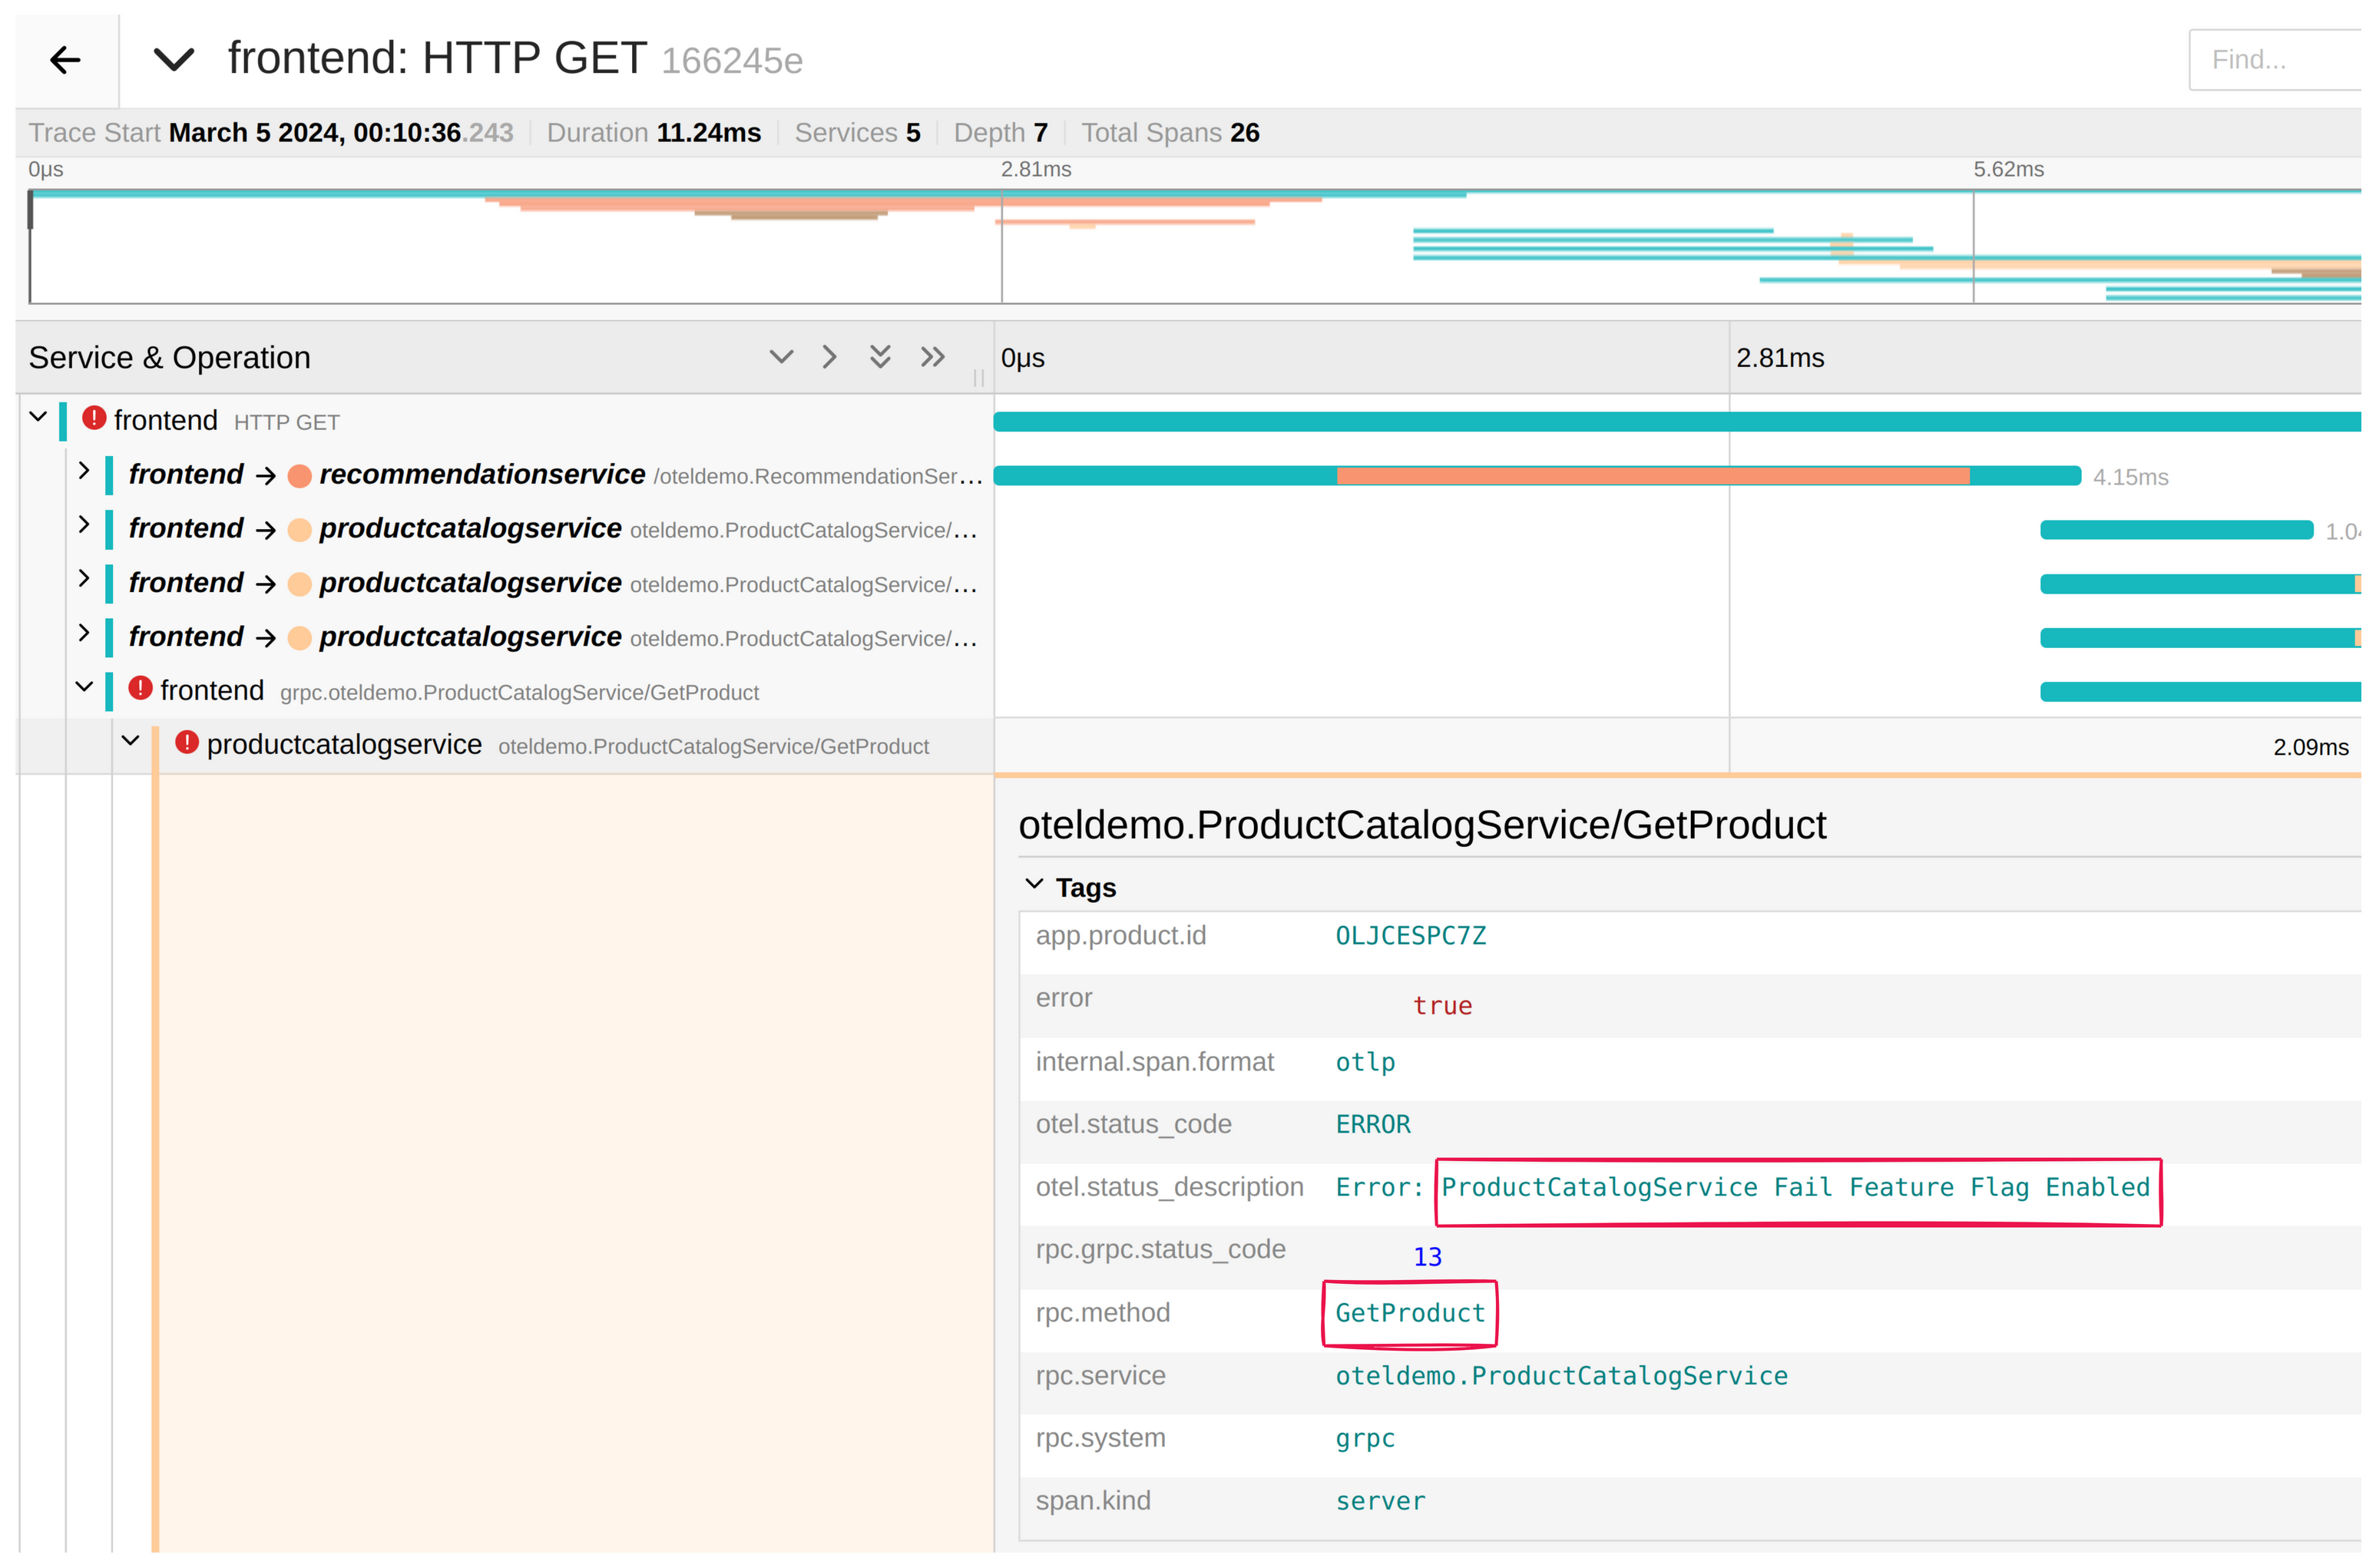 frontend: HTTP GET 166245e
Find...
Trace Start March 5 2024, 00:10:36.243 Duration 11.24ms Services 5 Depth 7 Total Spans 26
0μs 2.81ms 5.62ms
Service & Operation 0μs 2.81ms
frontend HTTP GET
frontend → recommendationservice /oteldemo.RecommendationSer... 4.15ms
frontend → productcatalogservice oteldemo.ProductCatalogService/...
frontend → productcatalogservice oteldemo.ProductCatalogService/...
frontend → productcatalogservice oteldemo.ProductCatalogService/...
frontend grpc.oteldemo.ProductCatalogService/GetProduct
productcatalogservice oteldemo.ProductCatalogService/GetProduct 2.09ms
oteldemo.ProductCatalogService/GetProduct
Tags
app.product.id OLJCESPC7Z
error true
internal.span.format otlp
otel.status_code ERROR
otel.status_description Error: ProductCatalogService Fail Feature Flag Enabled
rpc.grpc.status_code 13
rpc.method GetProduct
rpc.service oteldemo.ProductCatalogService
rpc.system grpc
span.kind server